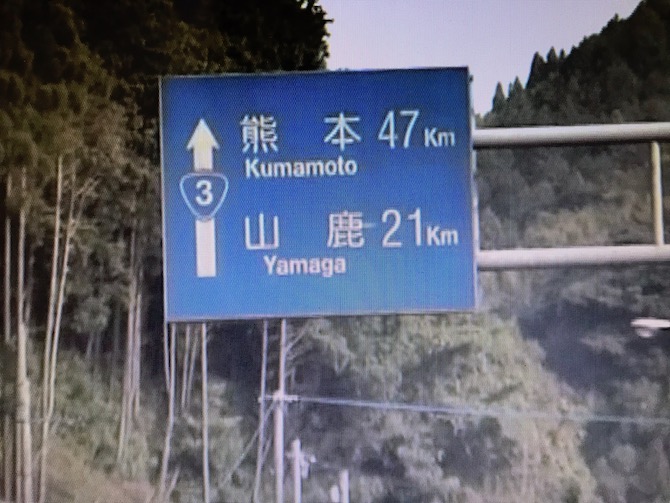 熊 本 47Km
Kumamoto
3
山 鹿 21Km
Yamaga